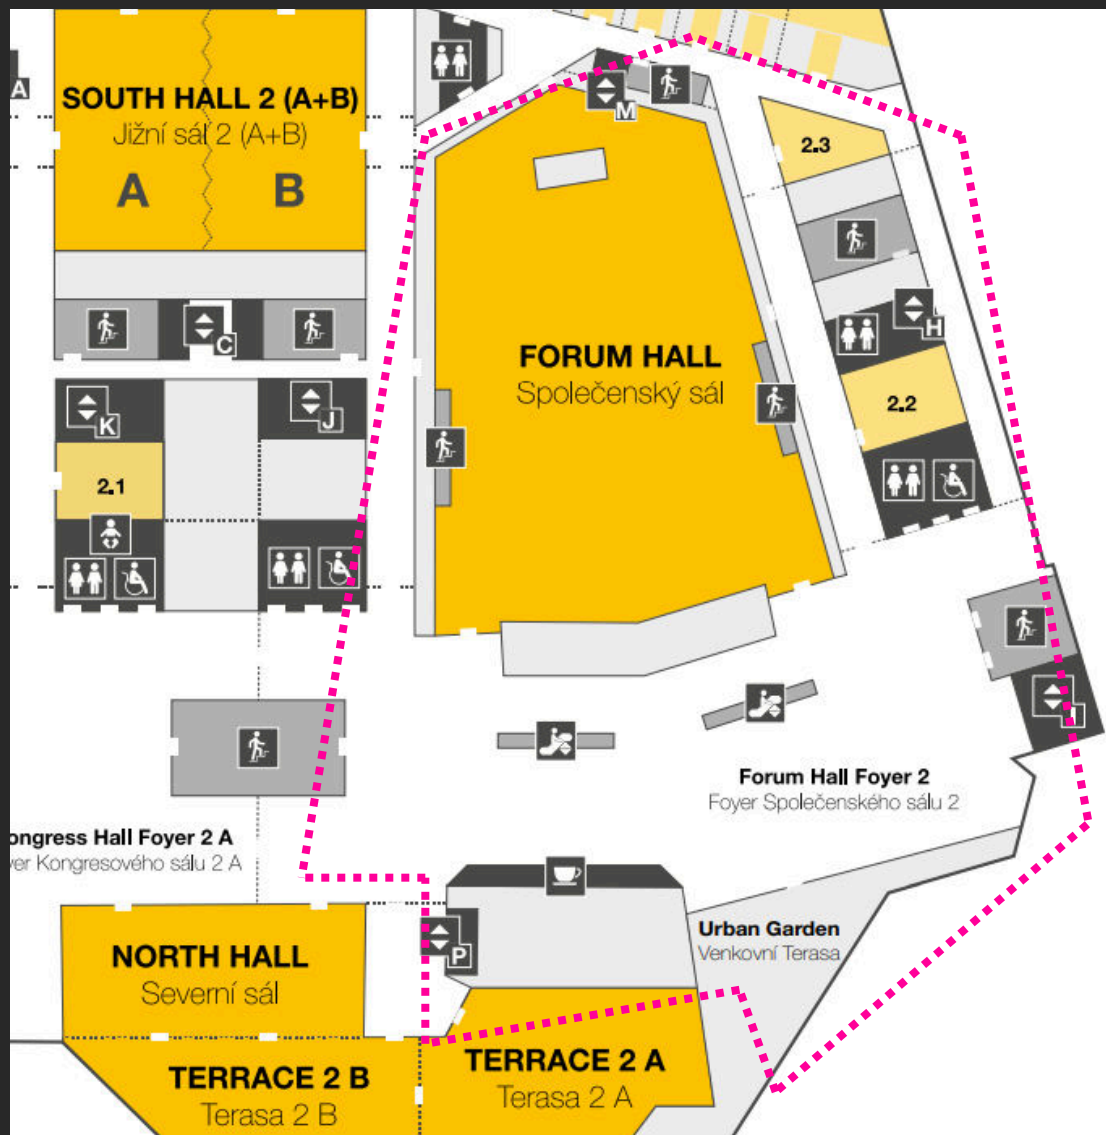 A
SOUTH HALL 2 (A+B)
Jižní sál 2 (A+B)
A
B
M
2.3
C
H
FORUM HALL
Společenský sál
K
J
2.2
2.1
I
Forum Hall Foyer 2
Foyer Společenského sálu 2
ongress Hall Foyer 2 A
yer Kongresového sálu 2 A
Urban Garden
Venkovní Terasa
P
NORTH HALL
Severní sál
TERRACE 2 A
Terasa 2 A
TERRACE 2 B
Terasa 2 B